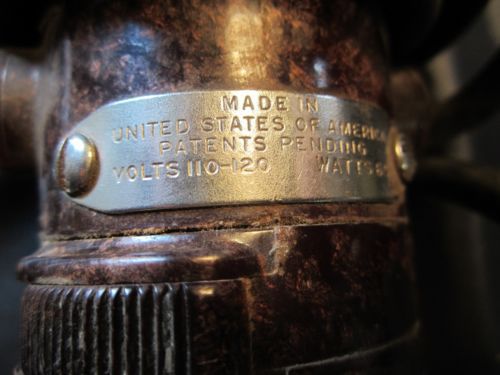 MADE IN
UNITED STATES OF AMERICA
PATENTS PENDING
VOLTS 110-120 WATTS